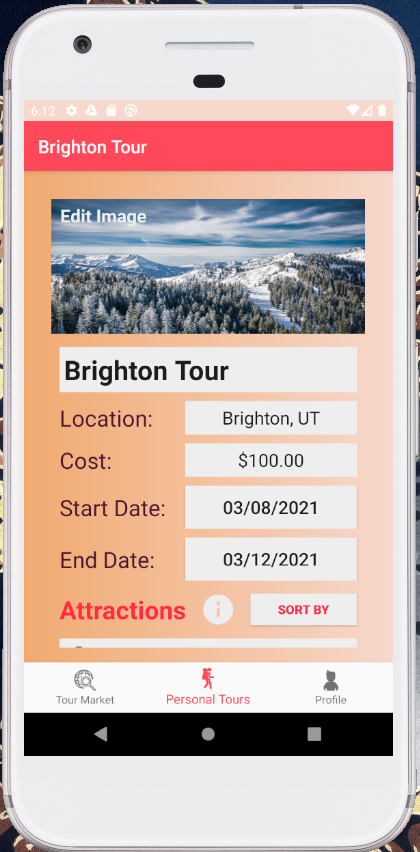 6:12
Brighton Tour
Edit Image
Brighton Tour
Location: Brighton, UT
Cost: $100.00
Start Date: 03/08/2021
End Date: 03/12/2021
Attractions SORT BY
Tour Market Personal Tours Profile